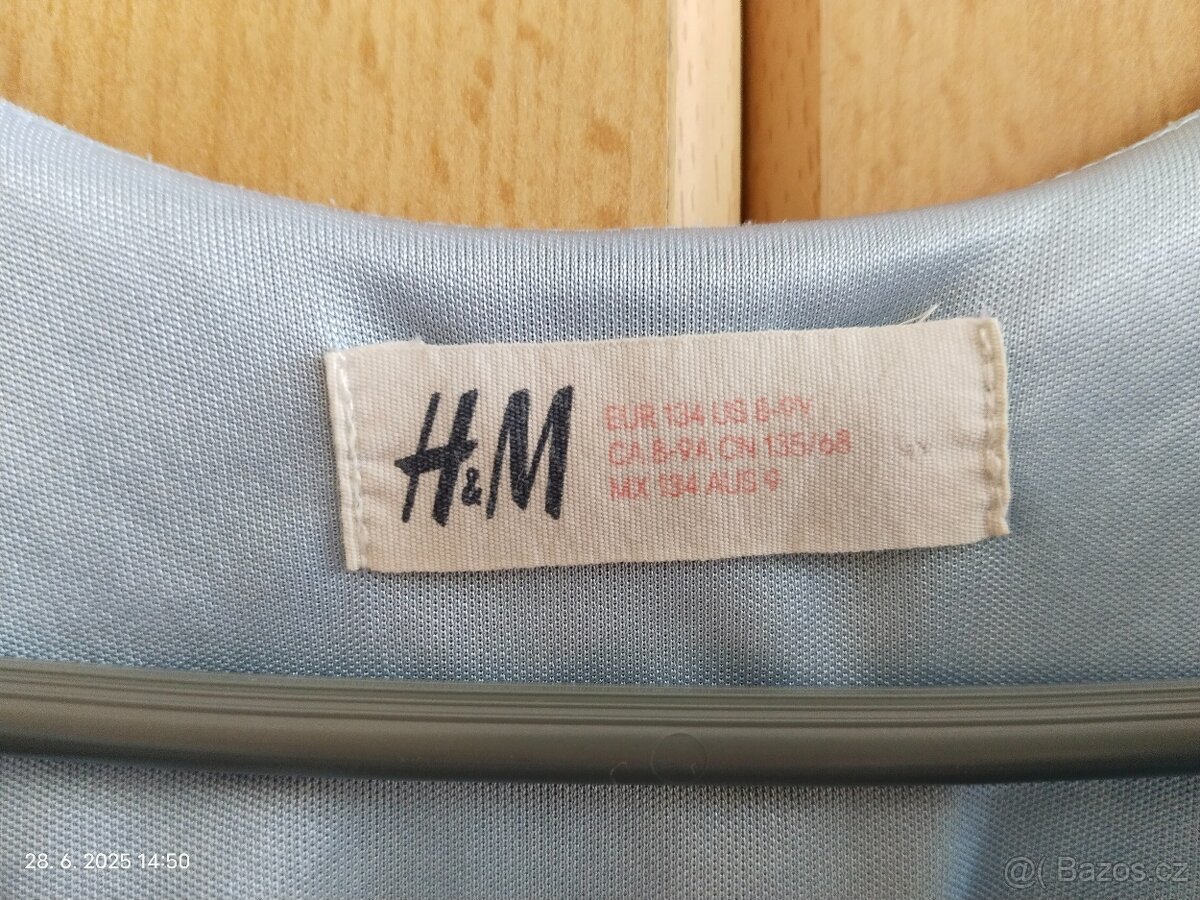 H&M
EUR 134 US 8-9Y
CA 8-9A CN 135/68
MX 134 AUS 9
28. 6. 2025 14:50
@( Bazos.cz